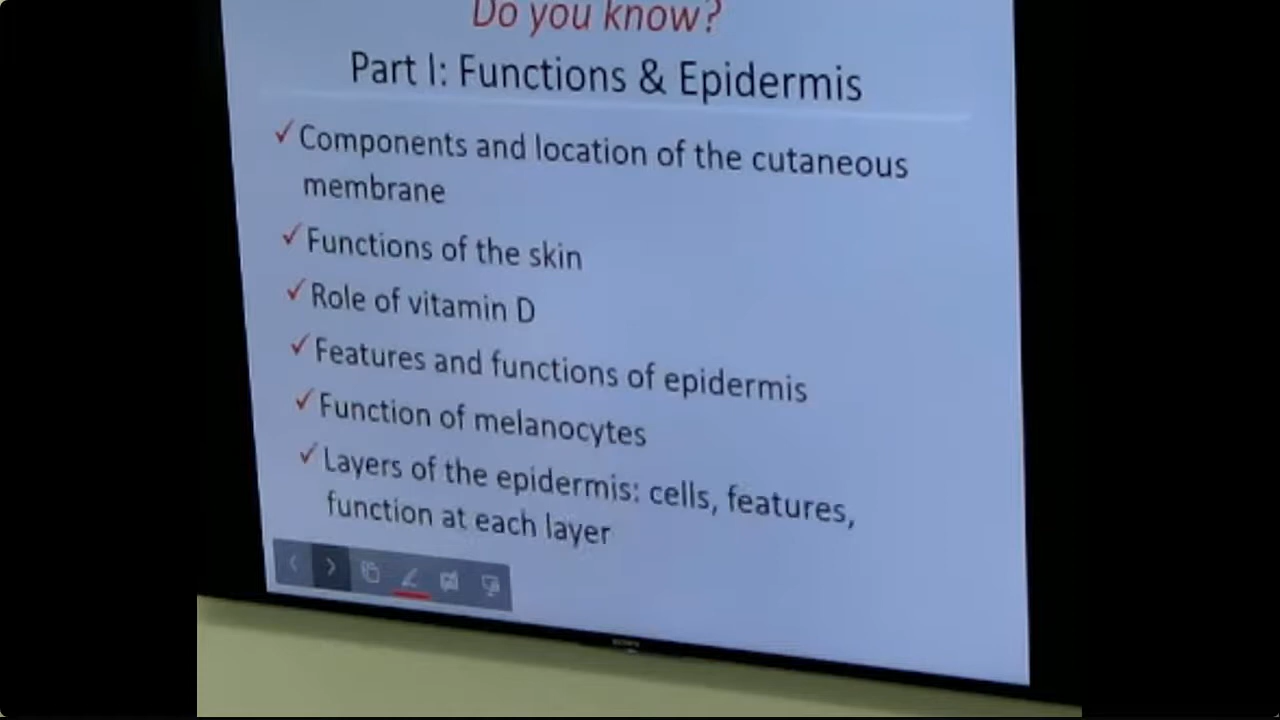 Do you know?
Part I: Functions & Epidermis
✓Components and location of the cutaneous
membrane
✓Functions of the skin
✓Role of vitamin D
✓Features and functions of epidermis
✓Function of melanocytes
✓Layers of the epidermis: cells, features,
function at each layer
SONY